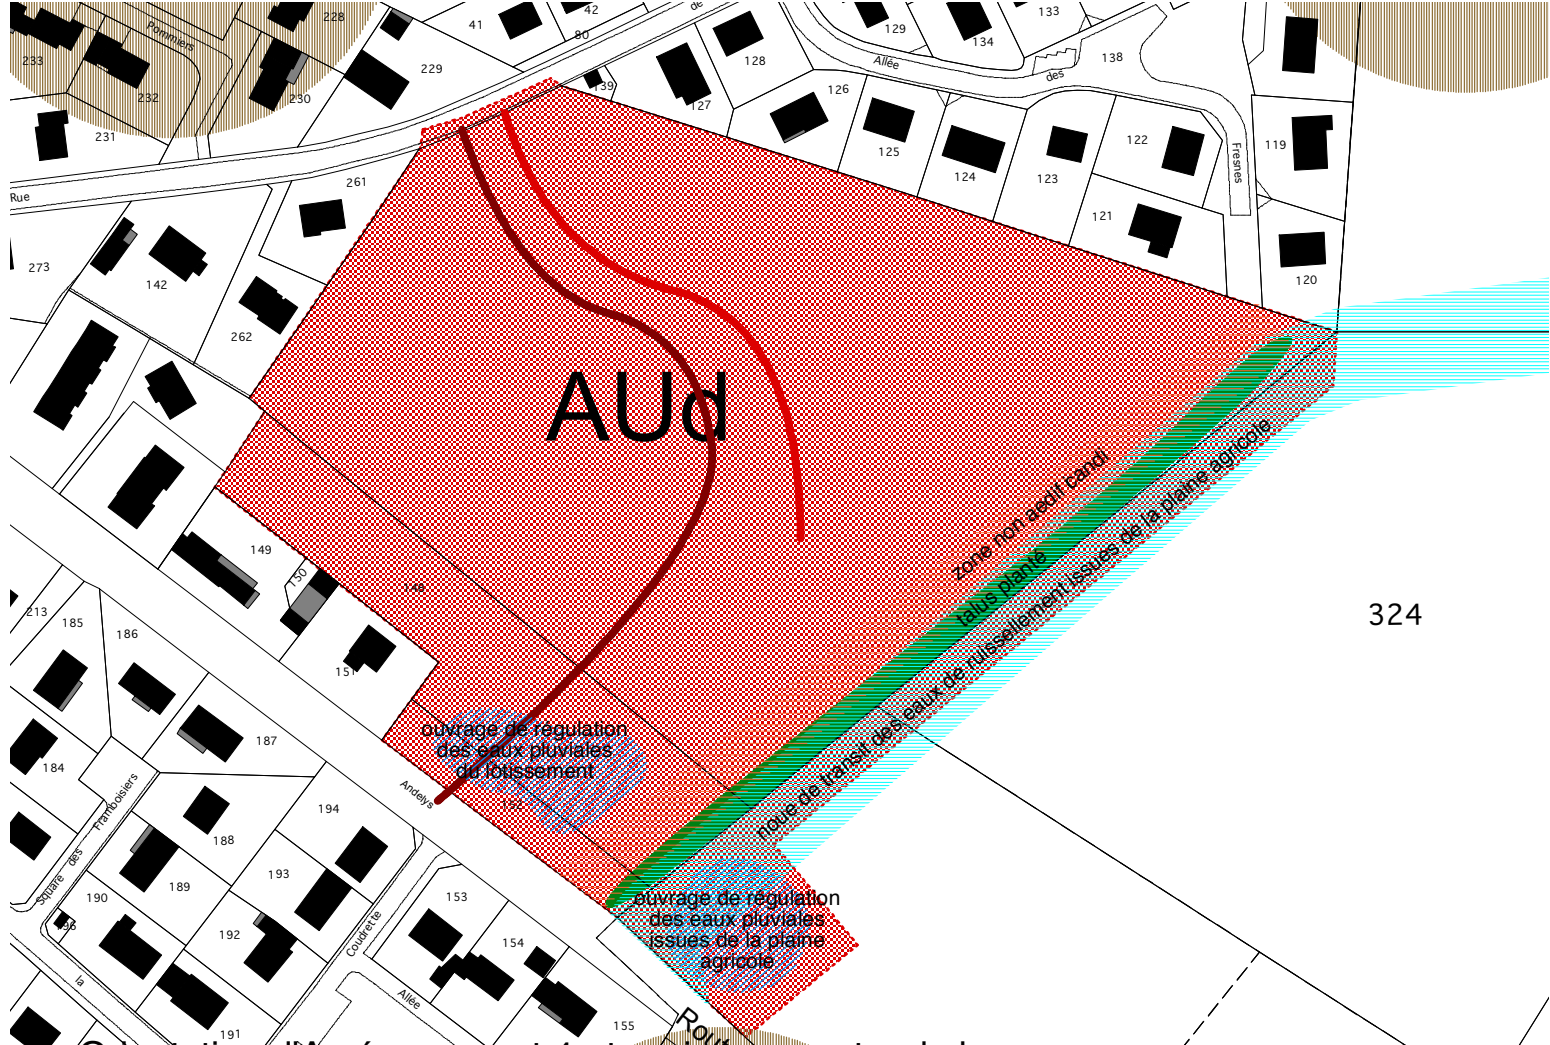 228
41
42
80
de
129
134
133
138
Pommiers
233
232
229
230
128
139
127
126
Allée
des
231
125
124
123
122
119
Fresnes
Rue
261
121
120
273
142
262
AUd
149
150
148
151
zone non aedificandi
talus planté
noue de transit des eaux de ruissellement issues de la plaine agricole
324
213
185
186
187
184
ouvrage de régulation
des eaux pluviales
du lotissement
Andelys
152
Square des Framboisiers
194
188
193
189
190
196
192
153
154
Coudrette
ouvrage de régulation
des eaux pluviales
issues de la plaine
agricole
la
Allée
191
155